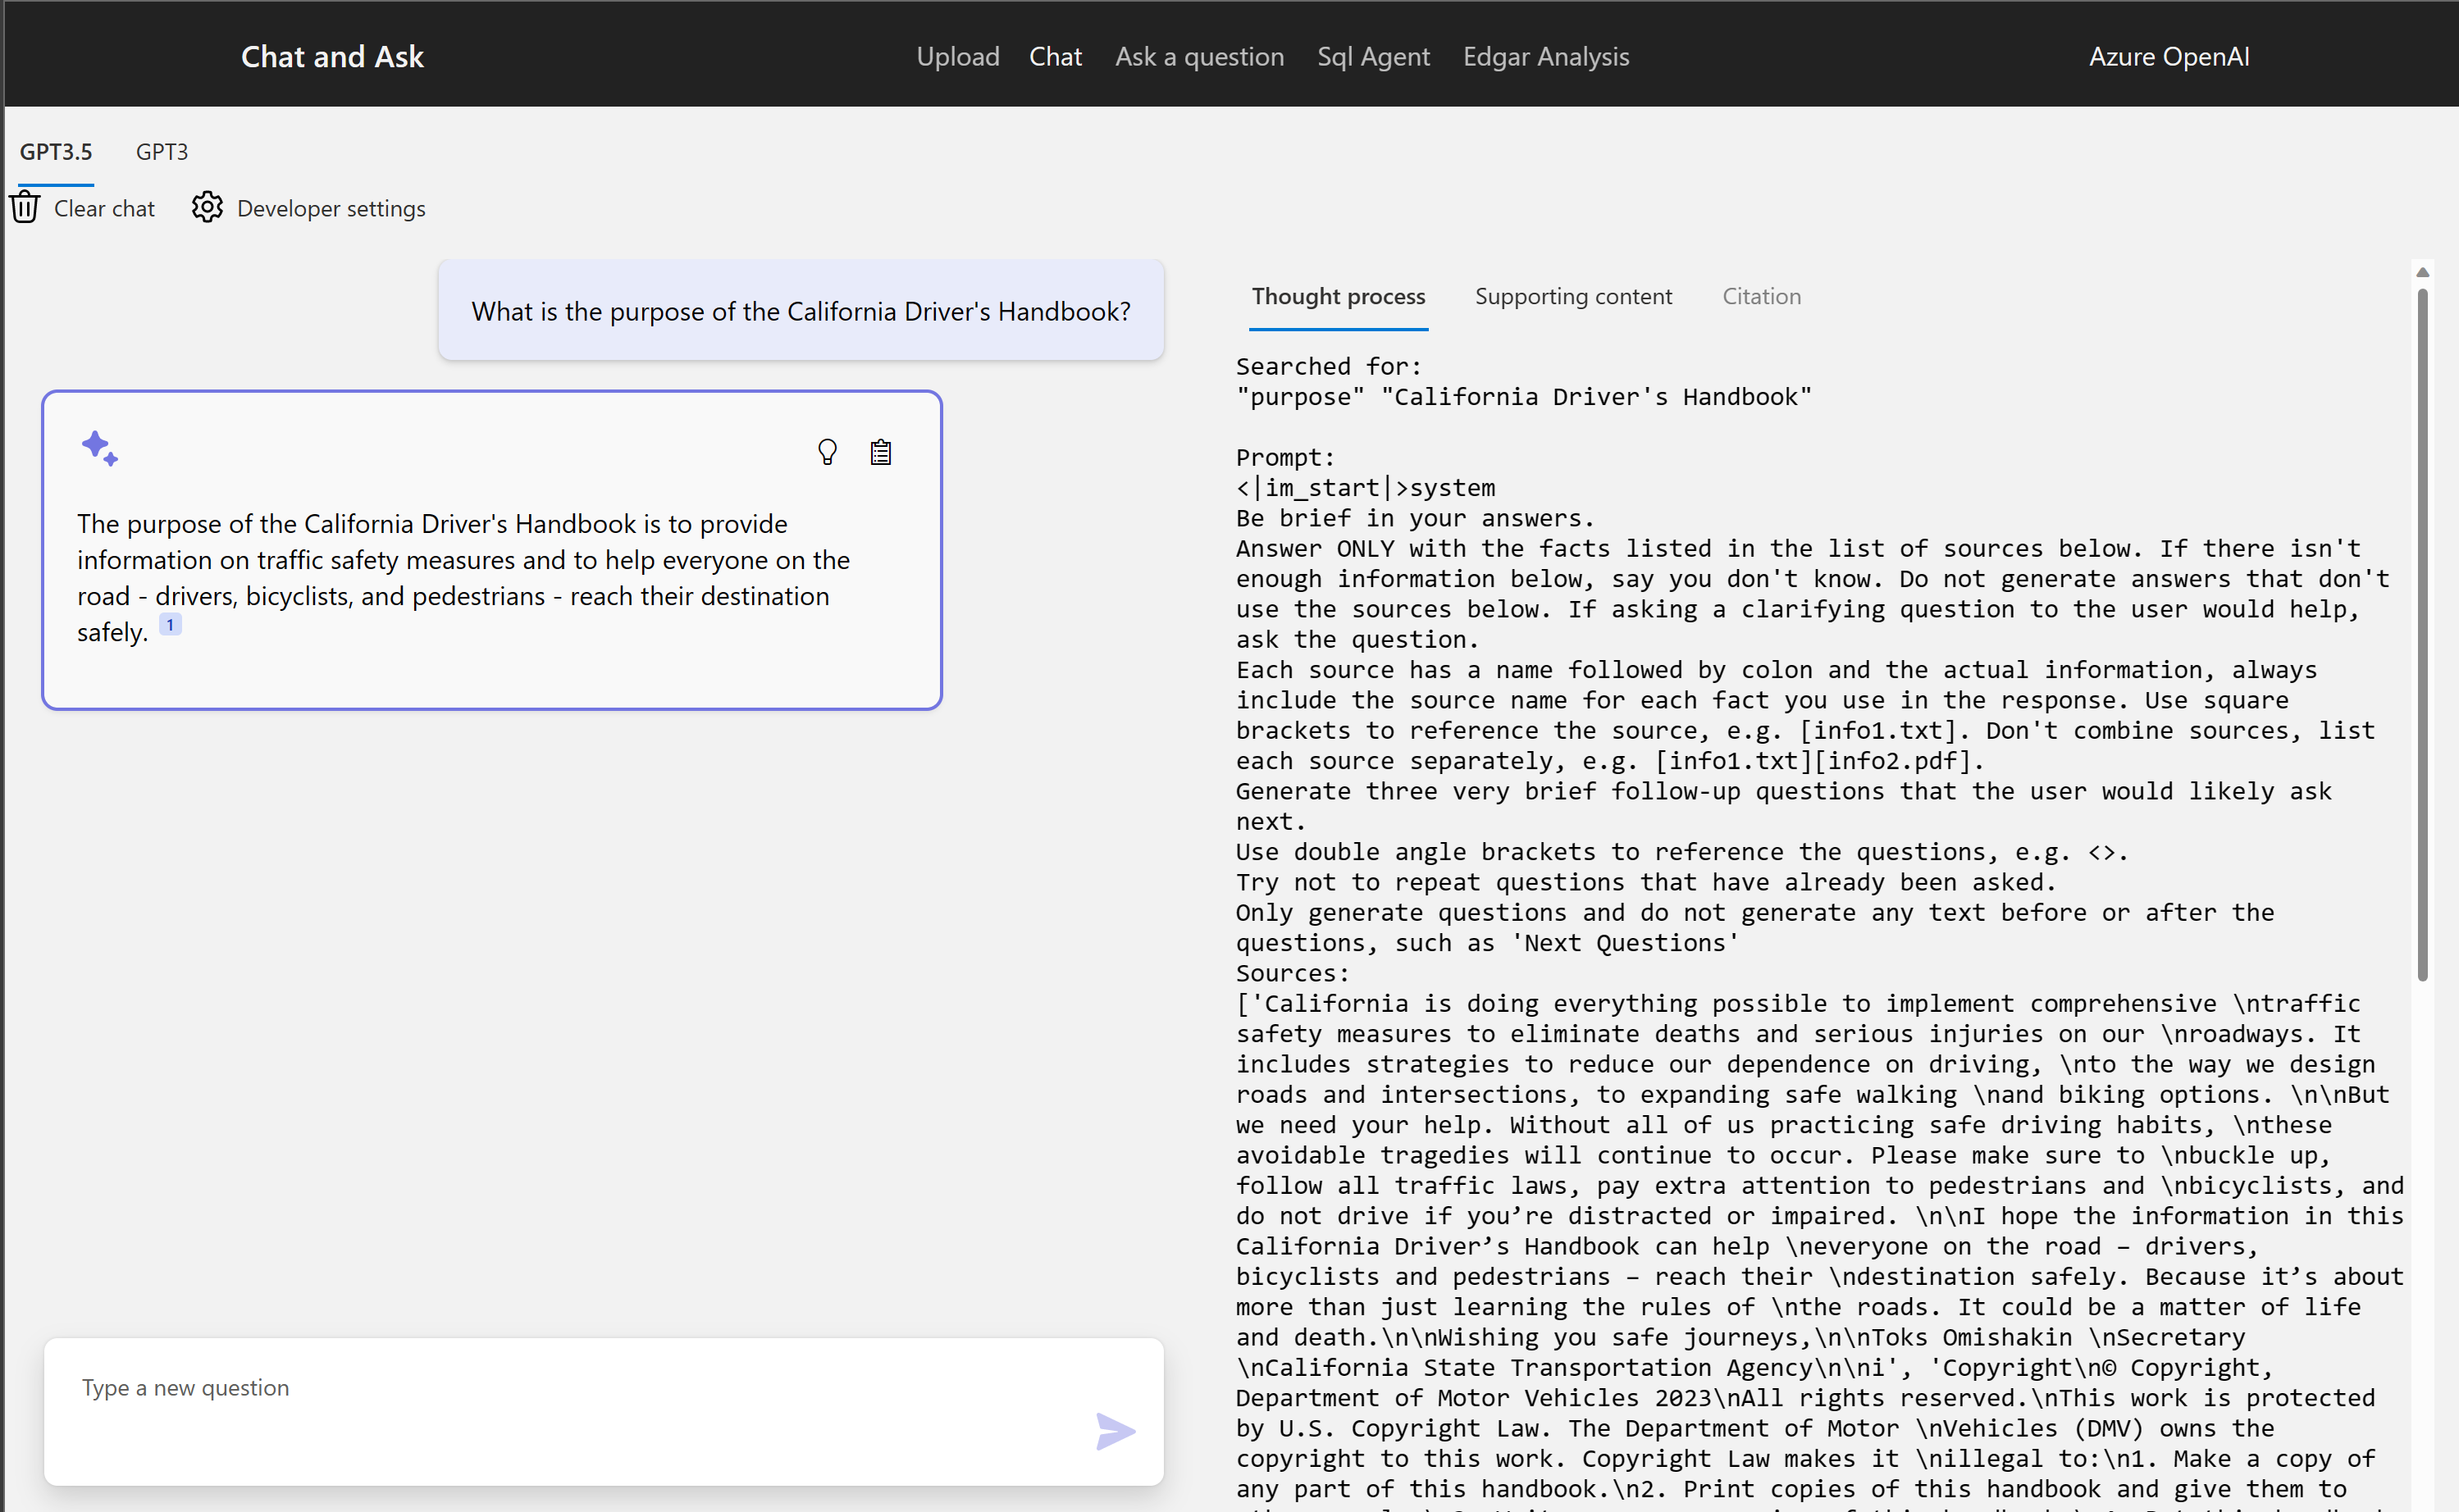 Chat and Ask
Upload Chat Ask a question Sql Agent Edgar Analysis
Azure OpenAI
GPT3.5 GPT3
Clear chat Developer settings
What is the purpose of the California Driver's Handbook?
The purpose of the California Driver's Handbook is to provide
information on traffic safety measures and to help everyone on the
road - drivers, bicyclists, and pedestrians - reach their destination
safely. 1
Type a new question
Thought process Supporting content Citation
Searched for:
"purpose" "California Driver's Handbook"
Prompt:
<|im_start|>system
Be brief in your answers.
Answer ONLY with the facts listed in the list of sources below. If there isn't
enough information below, say you don't know. Do not generate answers that don't
use the sources below. If asking a clarifying question to the user would help,
ask the question.
Each source has a name followed by colon and the actual information, always
include the source name for each fact you use in the response. Use square
brackets to reference the source, e.g. [info1.txt]. Don't combine sources, list
each source separately, e.g. [info1.txt][info2.pdf].
Generate three very brief follow-up questions that the user would likely ask
next.
Use double angle brackets to reference the questions, e.g. <>.
Try not to repeat questions that have already been asked.
Only generate questions and do not generate any text before or after the
questions, such as 'Next Questions'
Sources:
['California is doing everything possible to implement comprehensive \ntraffic
safety measures to eliminate deaths and serious injuries on our \nroadways. It
includes strategies to reduce our dependence on driving, \nto the way we design
roads and intersections, to expanding safe walking \nand biking options. \n\nBut
we need your help. Without all of us practicing safe driving habits, \nthese
avoidable tragedies will continue to occur. Please make sure to \nbuckle up,
follow all traffic laws, pay extra attention to pedestrians and \nbicyclists, and
do not drive if you’re distracted or impaired. \n\nI hope the information in this
California Driver’s Handbook can help \neveryone on the road – drivers,
bicyclists and pedestrians – reach their \ndestination safely. Because it’s about
more than just learning the rules of \nthe roads. It could be a matter of life
and death.\n\nWishing you safe journeys,\n\nToks Omishakin \nSecretary
\nCalifornia State Transportation Agency\n\ni', 'Copyright\n© Copyright,
Department of Motor Vehicles 2023\nAll rights reserved.\nThis work is protected
by U.S. Copyright Law. The Department of Motor \nVehicles (DMV) owns the
copyright to this work. Copyright Law makes it \nillegal to:\n1. Make a copy of
any part of this handbook.\n2. Print copies of this handbook and give them to